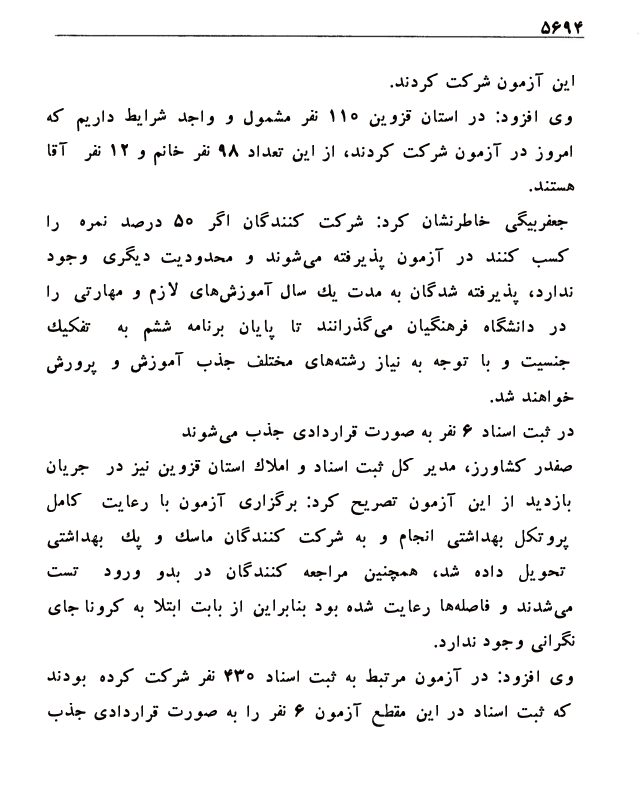 ۵۶۹۴
این آزمون شرکت کردند.
وی افزود: در استان قزوین ۱۱۰ نفر مشمول و واجد شرایط داریم که
امروز در آزمون شرکت کردند، از این تعداد ۹۸ نفر خانم و ۱۲ نفر آقا
هستند.
جعفربیگی خاطرنشان کرد: شرکت کنندگان اگر ۵۰ درصد نمره را
کسب کنند در آزمون پذیرفته می‌شوند و محدودیت دیگری وجود
ندارد، پذیرفته شدگان به مدت یك سال آموزش‌های لازم و مهارتی را
در دانشگاه فرهنگیان می‌گذرانند تا پایان برنامه ششم به تفکیك
جنسیت و با توجه به نیاز رشته‌های مختلف جذب آموزش و پرورش
خواهند شد.
در ثبت اسناد ۶ نفر به صورت قراردادی جذب می‌شوند
صفدر کشاورز، مدیر کل ثبت اسناد و املاك استان قزوین نیز در جریان
بازدید از این آزمون تصریح کرد: برگزاری آزمون با رعایت کامل
پروتکل بهداشتی انجام و به شرکت کنندگان ماسك و پك بهداشتی
تحویل داده شد، همچنین مراجعه کنندگان در بدو ورود تست
می‌شدند و فاصله‌ها رعایت شده بود بنابراین از بابت ابتلا به کرونا جای
نگرانی وجود ندارد.
وی افزود: در آزمون مرتبط به ثبت اسناد ۴۳۰ نفر شرکت کرده بودند
که ثبت اسناد در این مقطع آزمون ۶ نفر را به صورت قراردادی جذب